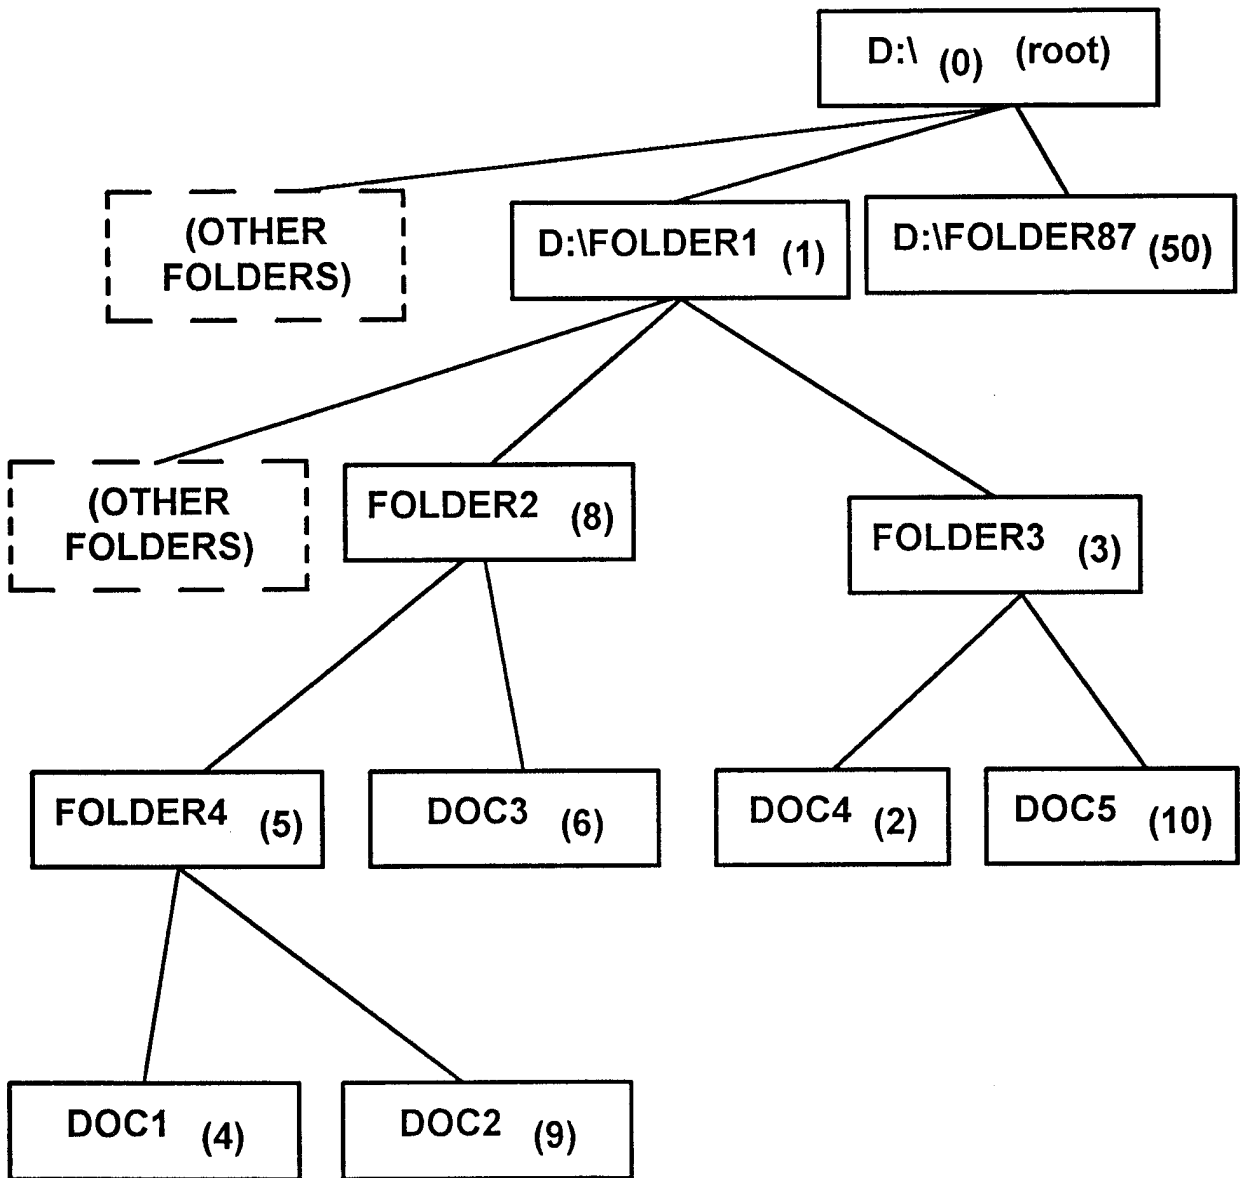 D:\ (0) (root)
(OTHER
FOLDERS)
D:\FOLDER1 (1)
D:\FOLDER87 (50)
(OTHER
FOLDERS)
FOLDER2 (8)
FOLDER3 (3)
FOLDER4 (5)
DOC3 (6)
DOC4 (2)
DOC5 (10)
DOC1 (4)
DOC2 (9)